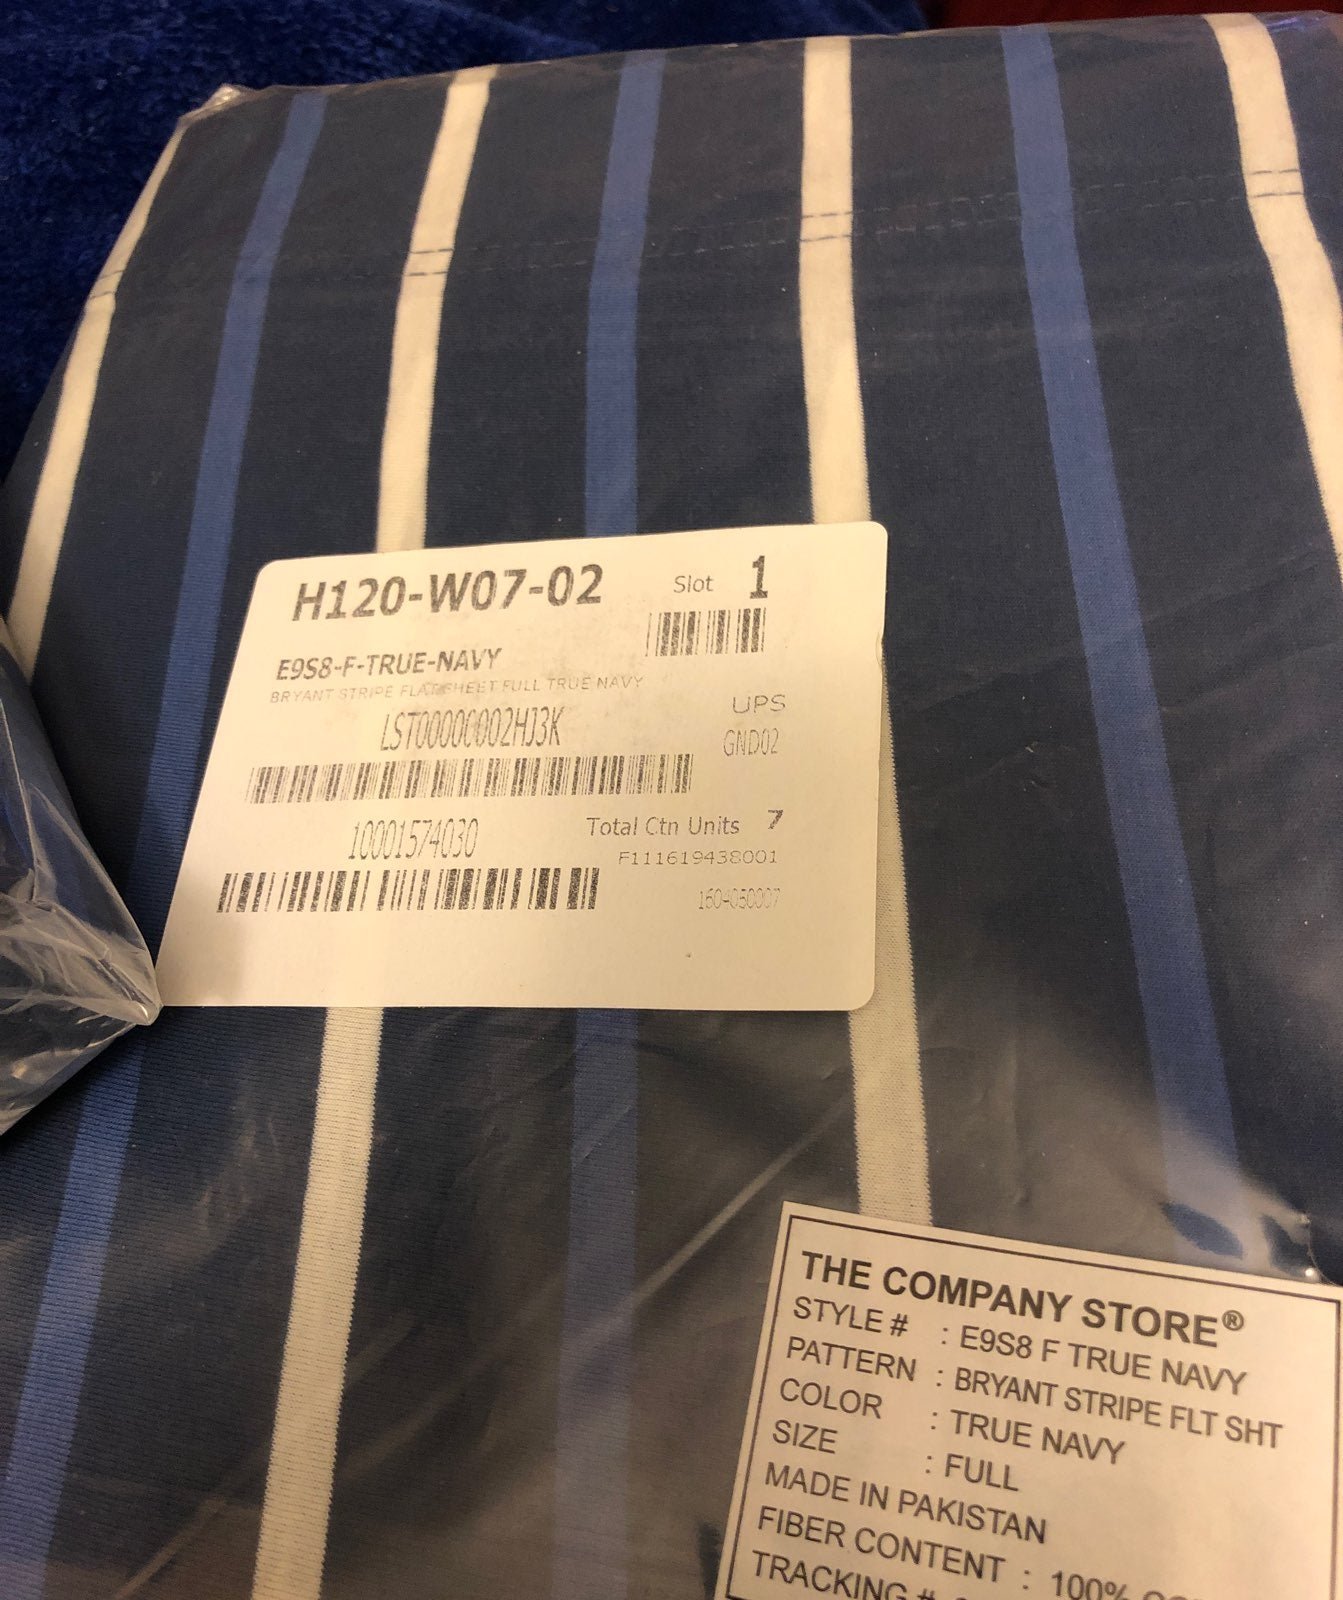 H120-W07-02
Slot 1
E9S8-F-TRUE-NAVY
BRYANT STRIPE FLAT SHEET FULL TRUE NAVY
UPS
LST0000C002HJ3K
GND02
Total Ctn Units 7
10001574030
F111619438001
THE COMPANY STORE®
STYLE # : E9S8 F TRUE NAVY
PATTERN : BRYANT STRIPE FLT SHT
COLOR : TRUE NAVY
SIZE : FULL
MADE IN PAKISTAN
FIBER CONTENT : 100%
TRACKING #